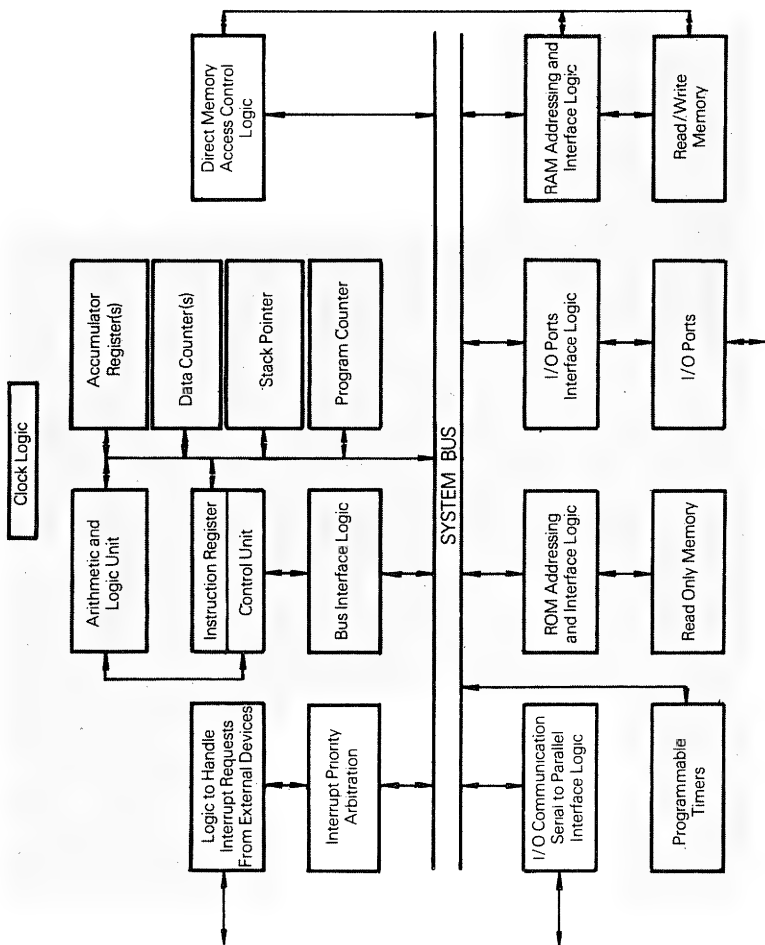 Clock Logic
Logic to Handle
Interrupt Requests
From External Devices
Interrupt Priority
Arbitration
Arithmetic and
Logic Unit
Instruction Register
Control Unit
Bus Interface Logic
Accumulator
Register(s)
Data Counter(s)
Stack Pointer
Program Counter
Direct Memory
Access Control
Logic
SYSTEM BUS
I/O Communication
Serial to Parallel
Interface Logic
Programmable
Timers
ROM Addressing
and Interface Logic
Read Only Memory
I/O Ports
Interface Logic
I/O Ports
RAM Addressing and
Interface Logic
Read/Write
Memory